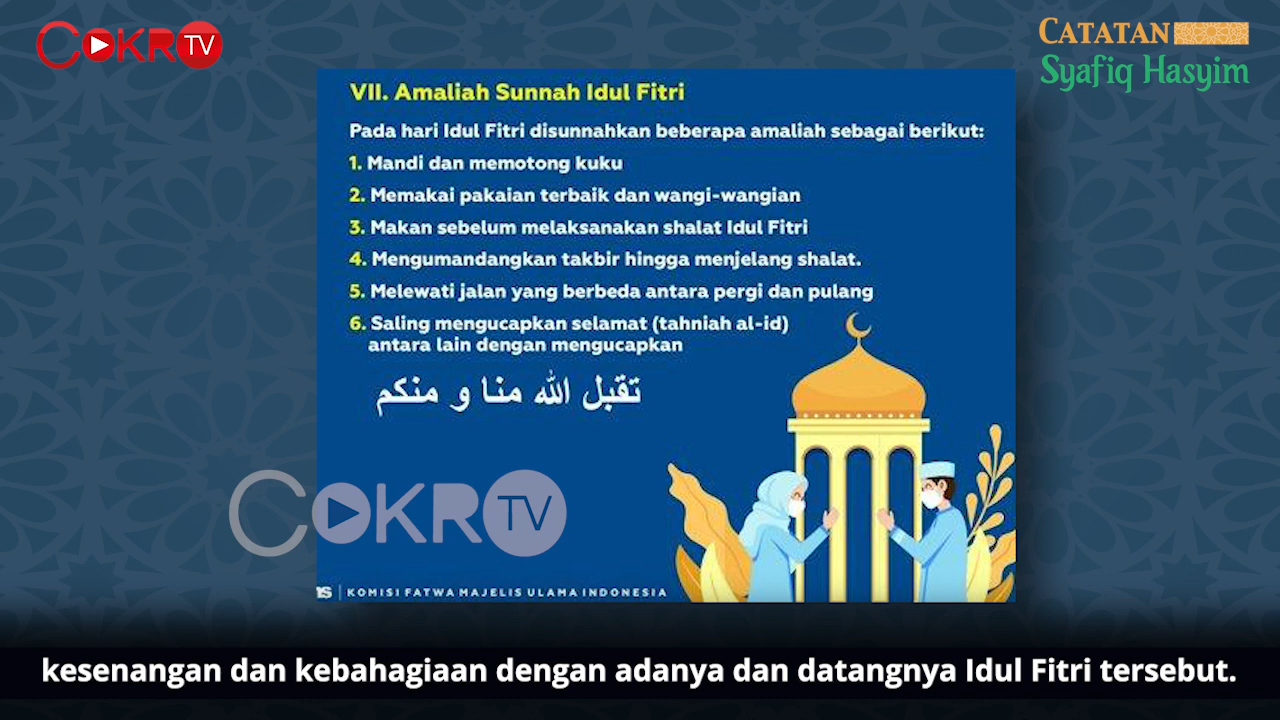 COKRO TV
CATATAN
Syafiq Hasyim
VII. Amaliah Sunnah Idul Fitri
Pada hari Idul Fitri disunnahkan beberapa amaliah sebagai berikut:
1. Mandi dan memotong kuku
2. Memakai pakaian terbaik dan wangi-wangian
3. Makan sebelum melaksanakan shalat Idul Fitri
4. Mengumandangkan takbir hingga menjelang shalat.
5. Melewati jalan yang berbeda antara pergi dan pulang
6. Saling mengucapkan selamat (tahniah al-id)
antara lain dengan mengucapkan
تقبل الله منا و منكم
COKRO TV
KOMISI FATWA MAJELIS ULAMA INDONESIA
kesenangan dan kebahagiaan dengan adanya dan datangnya Idul Fitri tersebut.